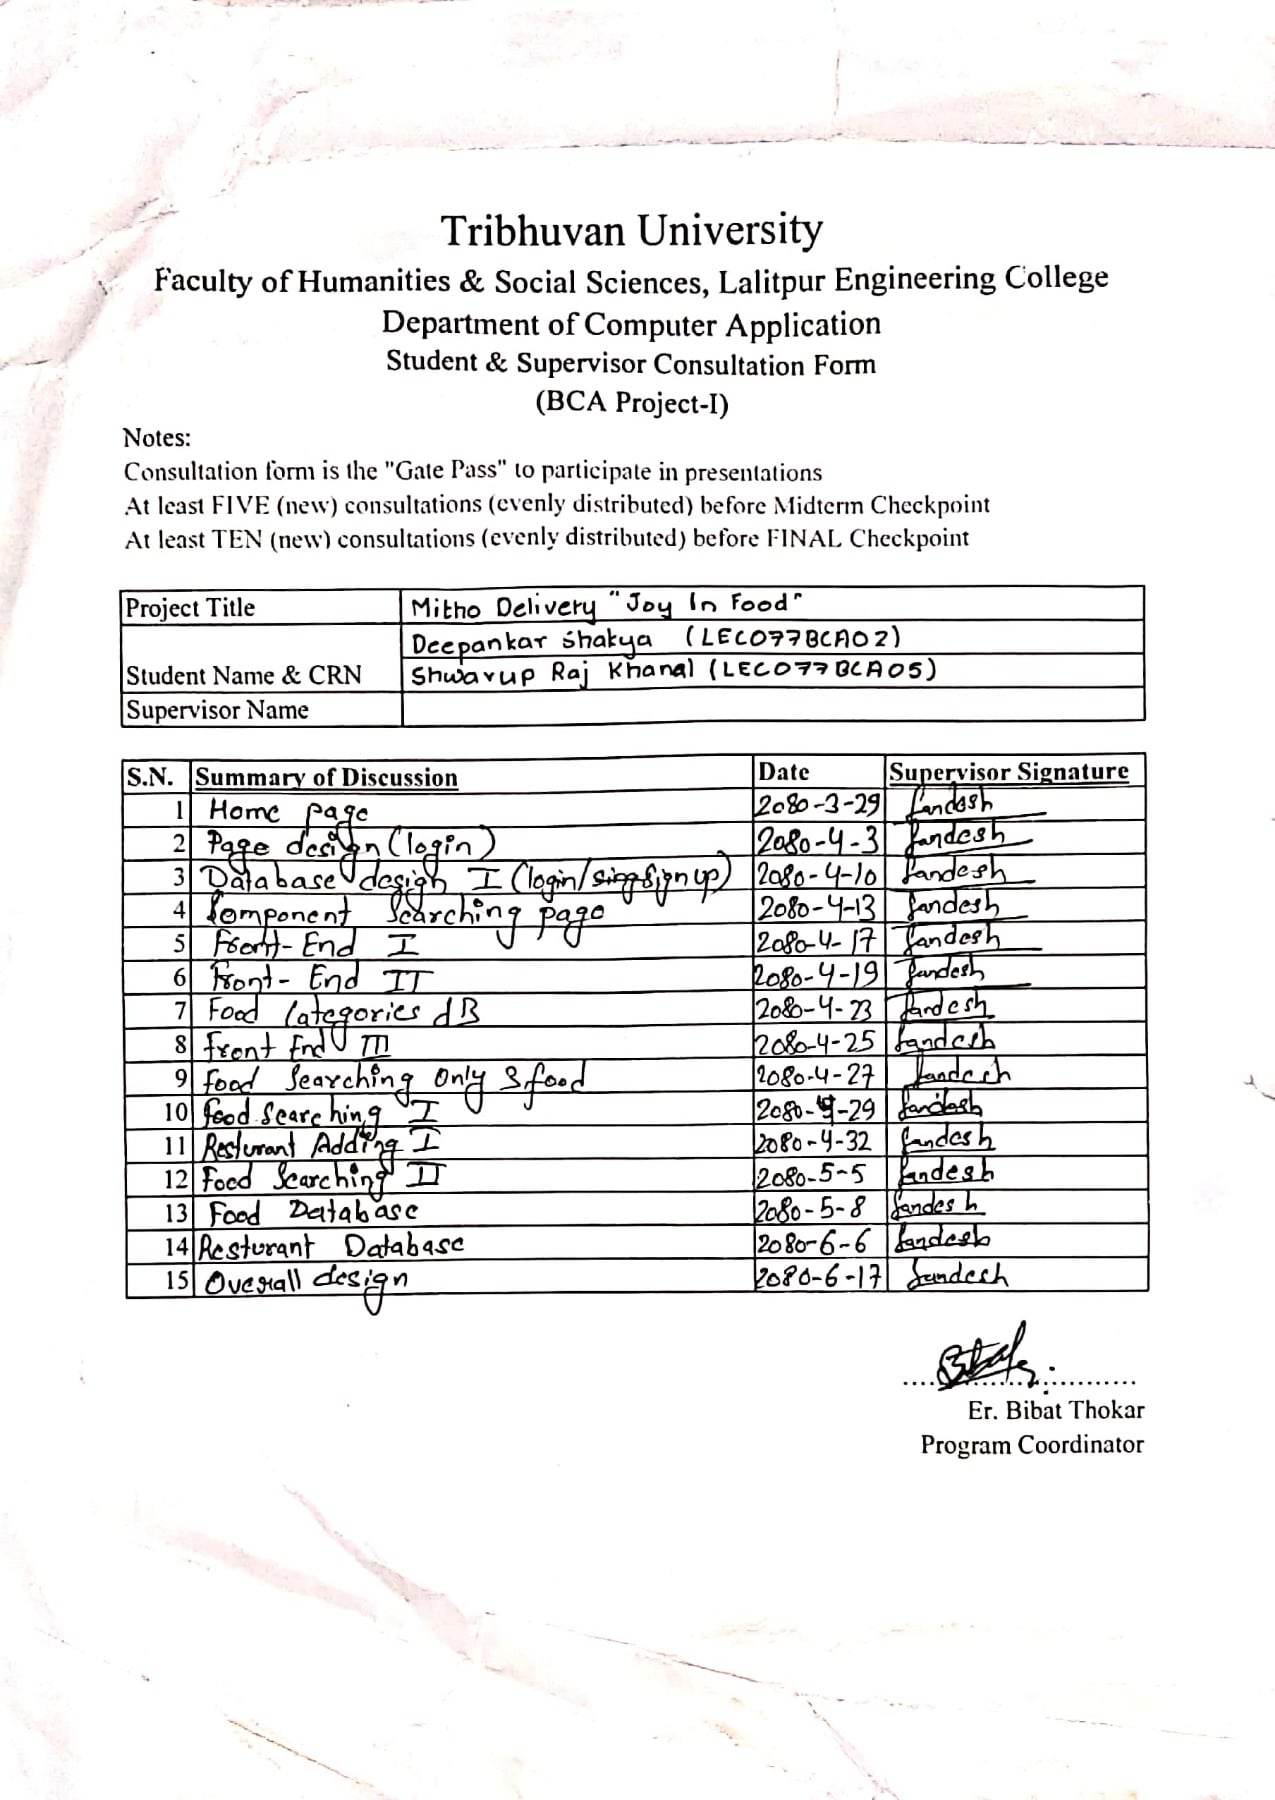 Tribhuvan University
Faculty of Humanities & Social Sciences, Lalitpur Engineering College
Department of Computer Application
Student & Supervisor Consultation Form
(BCA Project-I)
Notes:
Consultation form is the "Gate Pass" to participate in presentations
At least FIVE (new) consultations (evenly distributed) before Midterm Checkpoint
At least TEN (new) consultations (evenly distributed) before FINAL Checkpoint
Project Title Mitho Delivery "Joy In Food"
Deepankar Shakya (LEC077BCA02)
Student Name & CRN Shwarup Raj Khanal (LEC077BCA05)
Supervisor Name
S.N. Summary of Discussion Date Supervisor Signature
1 Home page 2080-3-29 Sandesh
2 Page design (login) 2080-4-3 Sandesh
3 Database design I (login/ signup) 2080-4-10 Sandesh
4 Component Searching page 2080-4-13 Sandesh
5 Front-End I 2080-4-17 Sandesh
6 Front-End II 2080-4-19 Sandesh
7 Food Categories dB 2080-4-23 Sandesh
8 Front End III 2080-4-25 Sandesh
9 food Searching Only food 2080-4-27 Sandesh
10 food Searching I 2080-4-29 Sandesh
11 Resturant Adding I 2080-4-32 Sandesh
12 Food Searching II 2080-5-5 Sandesh
13 Food Database 2080-5-8 Sandesh
14 Resturant Database 2080-6-6 Sandesh
15 Overall design 2080-6-17 Sandesh
Er. Bibat Thokar
Program Coordinator